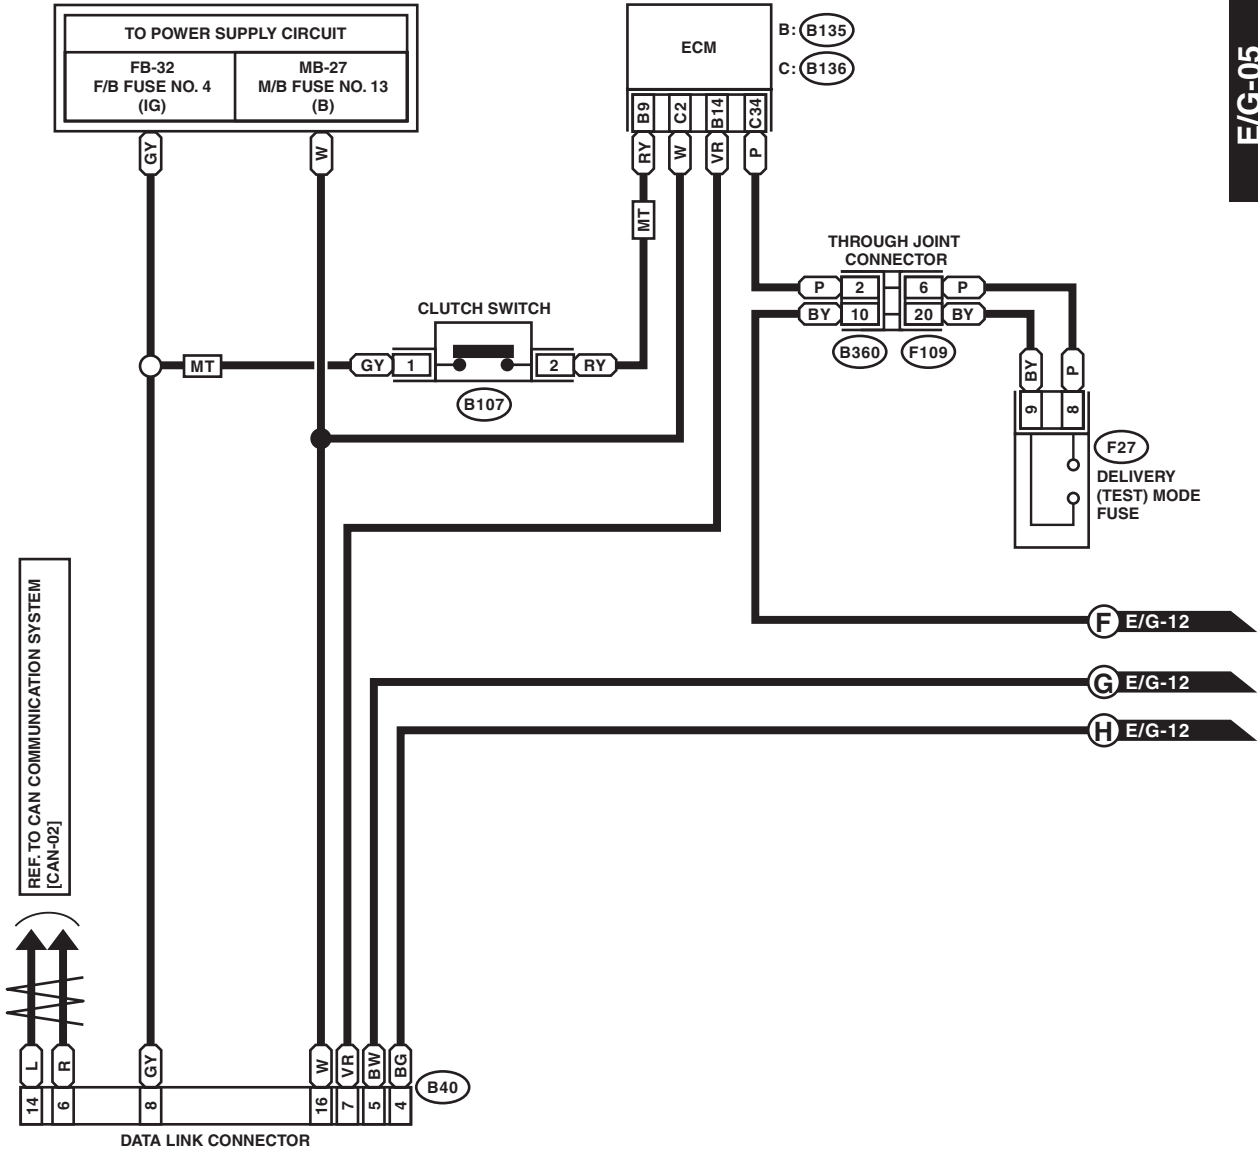 E/G-05
TO POWER SUPPLY CIRCUIT
FB-32
F/B FUSE NO. 4
(IG)
MB-27
M/B FUSE NO. 13
(B)
ECM
B: B135
C: B136
B9
C2
B14
C34
GY
W
RY
W
VR
P
MT
THROUGH JOINT
CONNECTOR
P 2 6 P
BY 10 20 BY
B360 F109
CLUTCH SWITCH
MT
GY 1 2 RY
B107
BY
P
9
8
F27
DELIVERY
(TEST) MODE
FUSE
F E/G-12
G E/G-12
H E/G-12
REF. TO CAN COMMUNICATION SYSTEM
[CAN-02]
L
R
GY
W
VR
BW
BG
B40
14
6
8
16
7
5
4
DATA LINK CONNECTOR